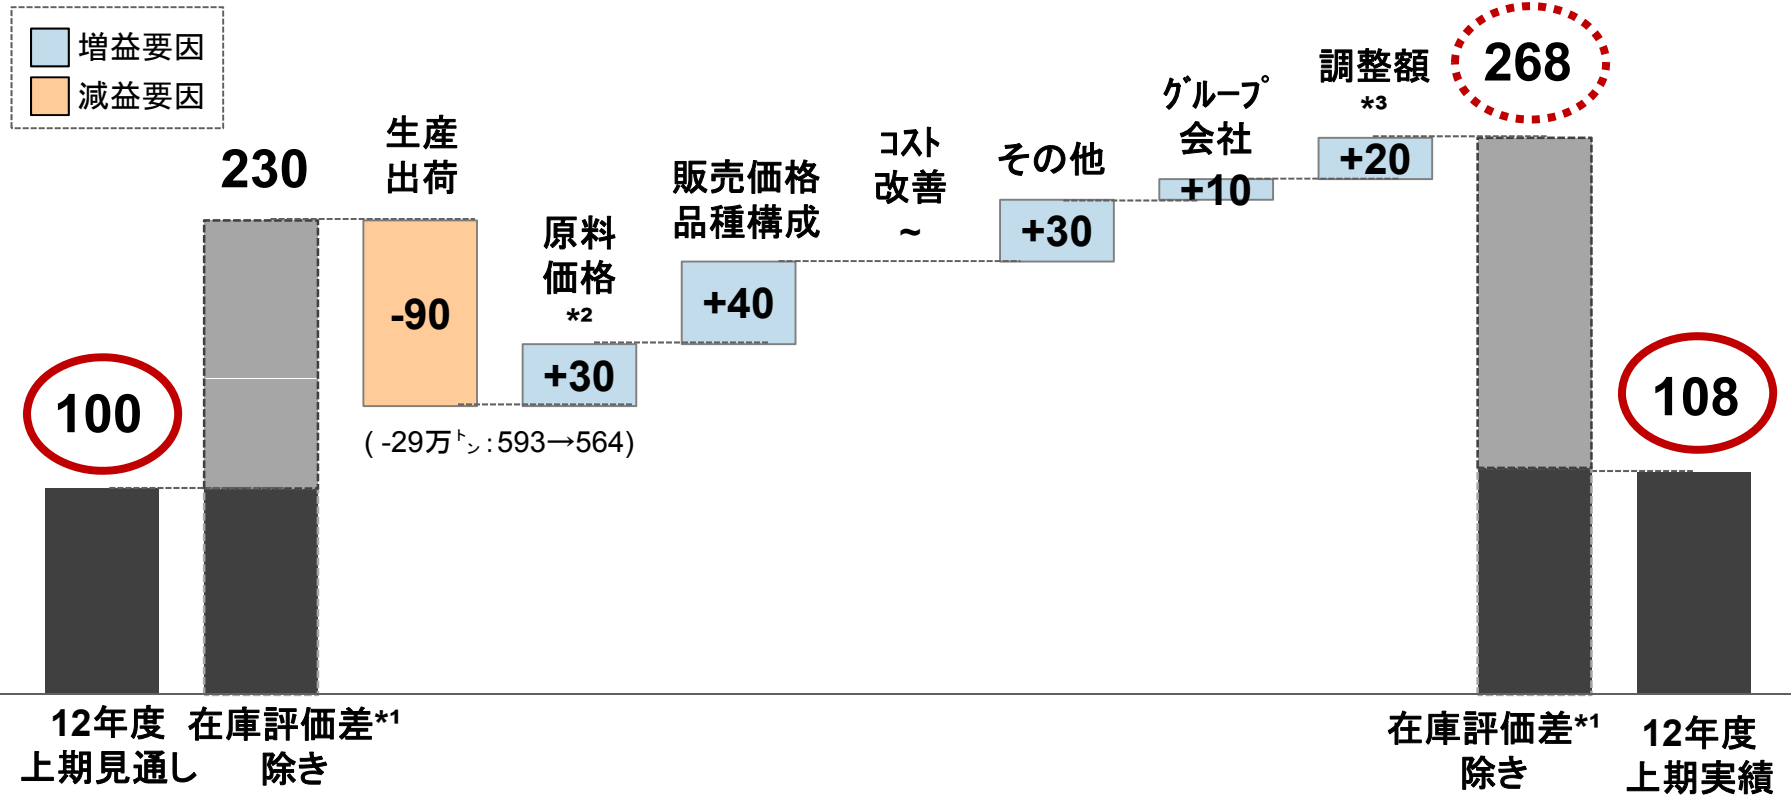 増益要因
減益要因
100
230
生産
出荷
-90
( -29万㌧:593→564)
原料
価格
*2
+30
販売価格
品種構成
+40
コスト
改善
~
その他
+30
グループ
会社
+10
調整額
*3
+20
268
108
12年度
上期見通し
在庫評価差*1
除き
在庫評価差*1
除き
12年度
上期実績